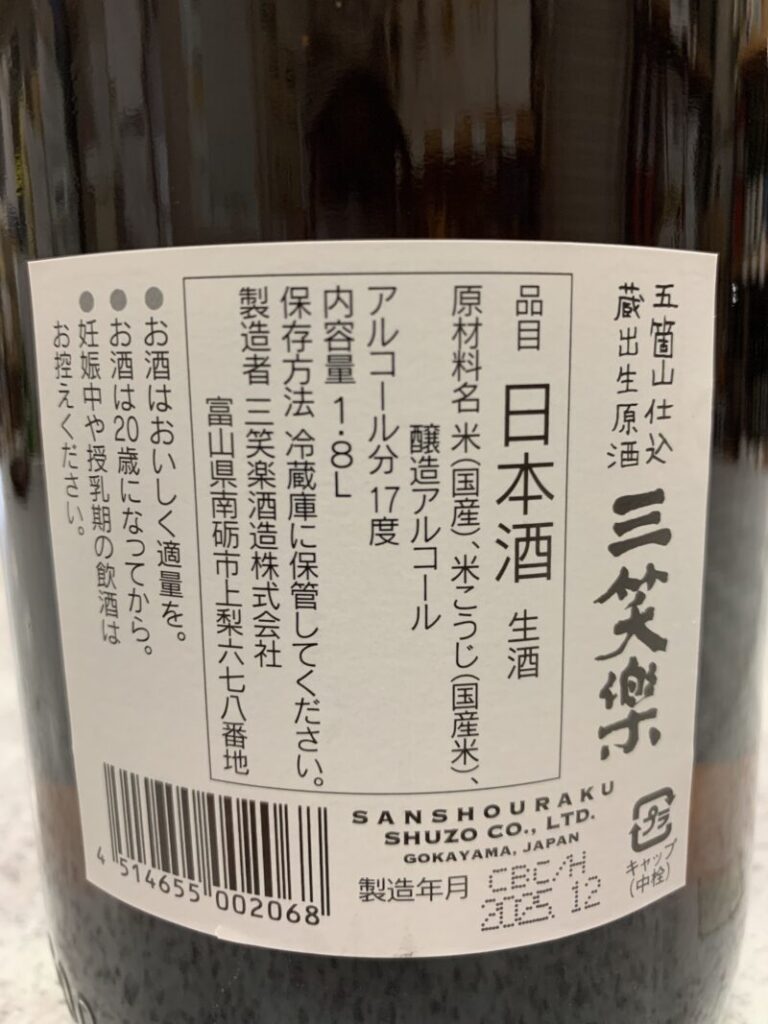 五箇山仕込
蔵出生原酒
三笑樂
品目 日本酒 生酒
原材料名 米(国産)、米こうじ(国産米)、
醸造アルコール
アルコール分 17度
内容量 1.8L
保存方法 冷蔵庫に保管してください。
製造者 三笑楽酒造株式会社
富山県南砺市上梨六七八番地
●お酒はおいしく適量を。
●お酒は20歳になってから。
●妊娠中や授乳期の飲酒は
お控えください。
4 514655 002068
SANSHOURAKU
SHUZO CO., LTD.
GOKAYAMA, JAPAN
製造年月 CBC/H
2025.12
プラ
キャップ
(中栓)